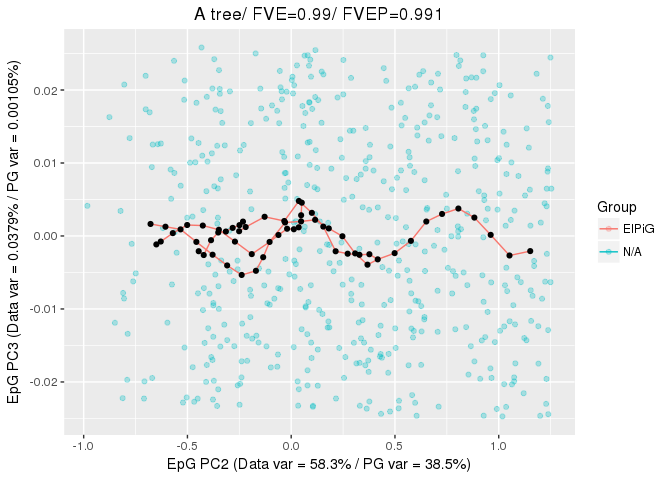 A tree/ FVE=0.99/ FVEP=0.991
EpG PC3 (Data var = 0.0379% / PG var = 0.00105%)
0.02
0.01
0.00
-0.01
-0.02
-1.0 -0.5 0.0 0.5 1.0
EpG PC2 (Data var = 58.3% / PG var = 38.5%)
Group
ElPiG
N/A